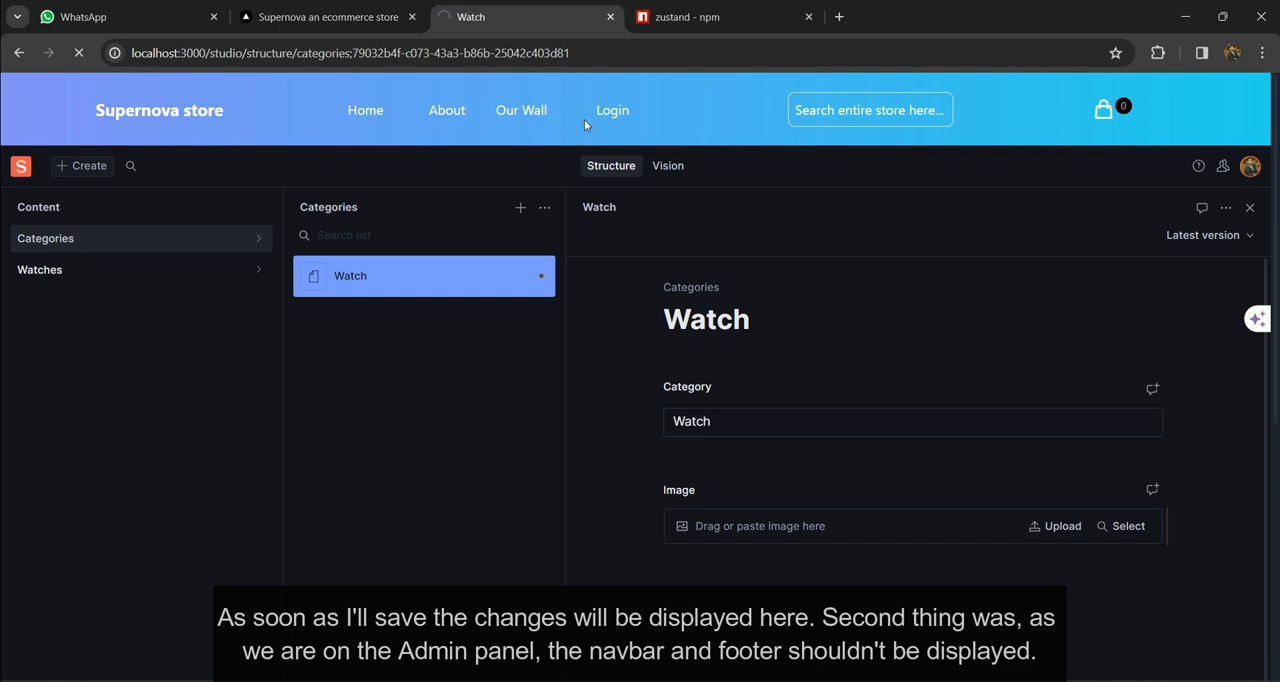 WhatsApp
Supernova an ecommerce store
Watch
zustand - npm
localhost:3000/studio/structure/categories;79032b4f-c073-43a3-b86b-25042c403d81
Supernova store
Home
About
Our Wall
Login
Search entire store here...
0
S
Create
Structure
Vision
Content
Categories
Watch
Latest version
Categories
Search list
Watches
Watch
Categories
Watch
Category
Watch
Image
Drag or paste image here
Upload
Select
As soon as I'll save the changes will be displayed here. Second thing was, as
we are on the Admin panel, the navbar and footer shouldn't be displayed.